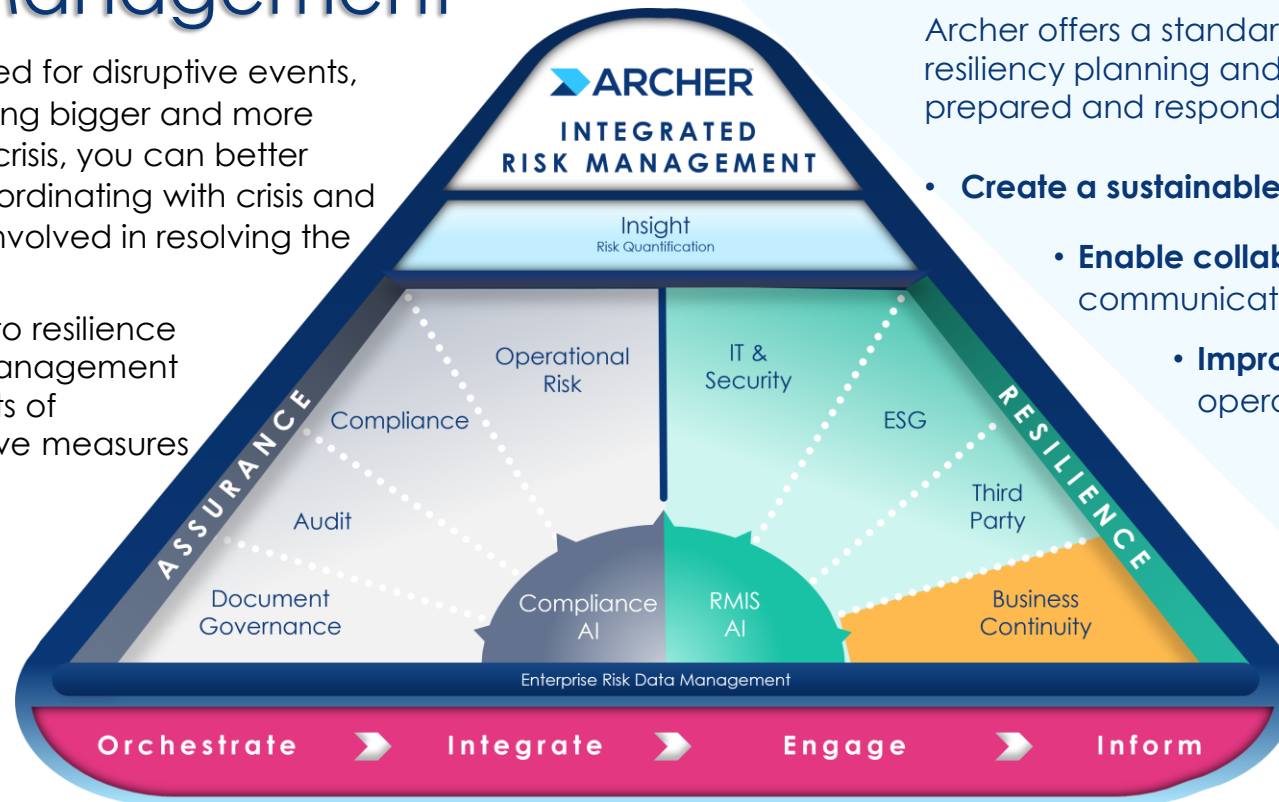 Management
ed for disruptive events,
ng bigger and more
crisis, you can better
ordinating with crisis and
nvolved in resolving the
to resilience
anagement
ts of
ve measures
ARCHER
INTEGRATED
RISK MANAGEMENT
Insight
Risk Quantification
ASSURANCE
Operational
Risk
Compliance
Audit
Document
Governance
Compliance
AI
IT &
Security
ESG
Third
Party
Business
Continuity
RMIS
AI
RESILIENCE
Enterprise Risk Data Management
Orchestrate Integrate Engage Inform
Archer offers a standar
resiliency planning and
prepared and respond
• Create a sustainable
• Enable collab
communicat
• Impro
opera